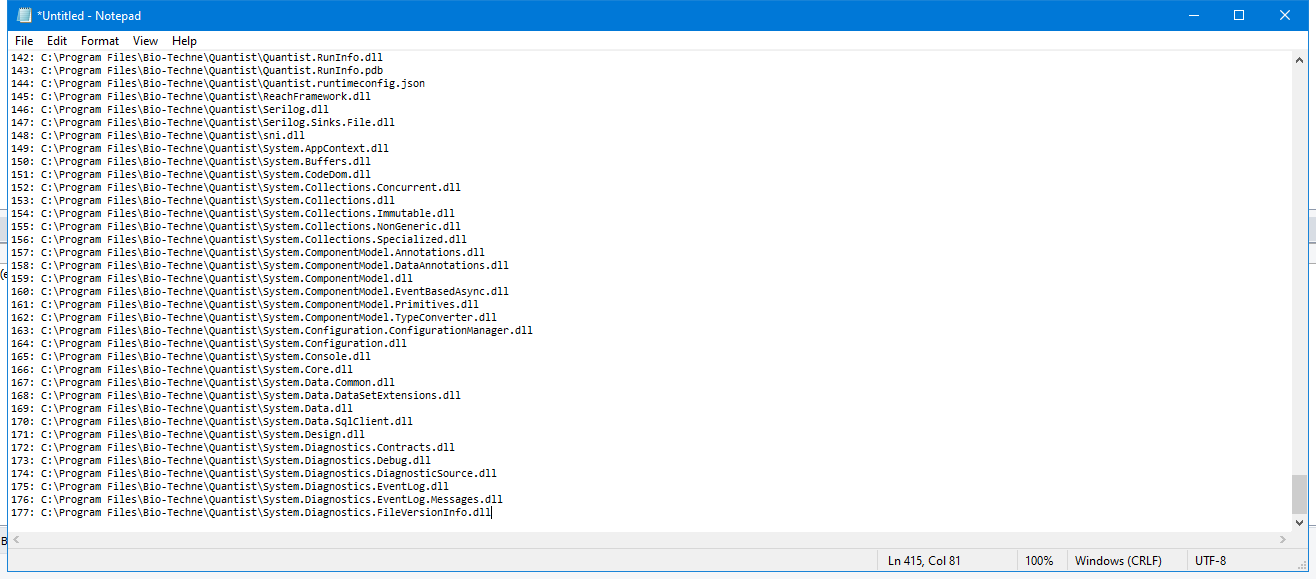 *Untitled - Notepad
File Edit Format View Help
142: C:\Program Files\Bio-Techne\Quantist\Quantist.RunInfo.dll
143: C:\Program Files\Bio-Techne\Quantist\Quantist.RunInfo.pdb
144: C:\Program Files\Bio-Techne\Quantist\Quantist.runtimeconfig.json
145: C:\Program Files\Bio-Techne\Quantist\ReachFramework.dll
146: C:\Program Files\Bio-Techne\Quantist\Serilog.dll
147: C:\Program Files\Bio-Techne\Quantist\Serilog.Sinks.File.dll
148: C:\Program Files\Bio-Techne\Quantist\sni.dll
149: C:\Program Files\Bio-Techne\Quantist\System.AppContext.dll
150: C:\Program Files\Bio-Techne\Quantist\System.Buffers.dll
151: C:\Program Files\Bio-Techne\Quantist\System.CodeDom.dll
152: C:\Program Files\Bio-Techne\Quantist\System.Collections.Concurrent.dll
153: C:\Program Files\Bio-Techne\Quantist\System.Collections.dll
154: C:\Program Files\Bio-Techne\Quantist\System.Collections.Immutable.dll
155: C:\Program Files\Bio-Techne\Quantist\System.Collections.NonGeneric.dll
156: C:\Program Files\Bio-Techne\Quantist\System.Collections.Specialized.dll
157: C:\Program Files\Bio-Techne\Quantist\System.ComponentModel.Annotations.dll
158: C:\Program Files\Bio-Techne\Quantist\System.ComponentModel.DataAnnotations.dll
159: C:\Program Files\Bio-Techne\Quantist\System.ComponentModel.dll
160: C:\Program Files\Bio-Techne\Quantist\System.ComponentModel.EventBasedAsync.dll
161: C:\Program Files\Bio-Techne\Quantist\System.ComponentModel.Primitives.dll
162: C:\Program Files\Bio-Techne\Quantist\System.ComponentModel.TypeConverter.dll
163: C:\Program Files\Bio-Techne\Quantist\System.Configuration.ConfigurationManager.dll
164: C:\Program Files\Bio-Techne\Quantist\System.Configuration.dll
165: C:\Program Files\Bio-Techne\Quantist\System.Console.dll
166: C:\Program Files\Bio-Techne\Quantist\System.Core.dll
167: C:\Program Files\Bio-Techne\Quantist\System.Data.Common.dll
168: C:\Program Files\Bio-Techne\Quantist\System.Data.DataSetExtensions.dll
169: C:\Program Files\Bio-Techne\Quantist\System.Data.dll
170: C:\Program Files\Bio-Techne\Quantist\System.Data.SqlClient.dll
171: C:\Program Files\Bio-Techne\Quantist\System.Design.dll
172: C:\Program Files\Bio-Techne\Quantist\System.Diagnostics.Contracts.dll
173: C:\Program Files\Bio-Techne\Quantist\System.Diagnostics.Debug.dll
174: C:\Program Files\Bio-Techne\Quantist\System.Diagnostics.DiagnosticSource.dll
175: C:\Program Files\Bio-Techne\Quantist\System.Diagnostics.EventLog.dll
176: C:\Program Files\Bio-Techne\Quantist\System.Diagnostics.EventLog.Messages.dll
177: C:\Program Files\Bio-Techne\Quantist\System.Diagnostics.FileVersionInfo.dll
Ln 415, Col 81 100% Windows (CRLF) UTF-8